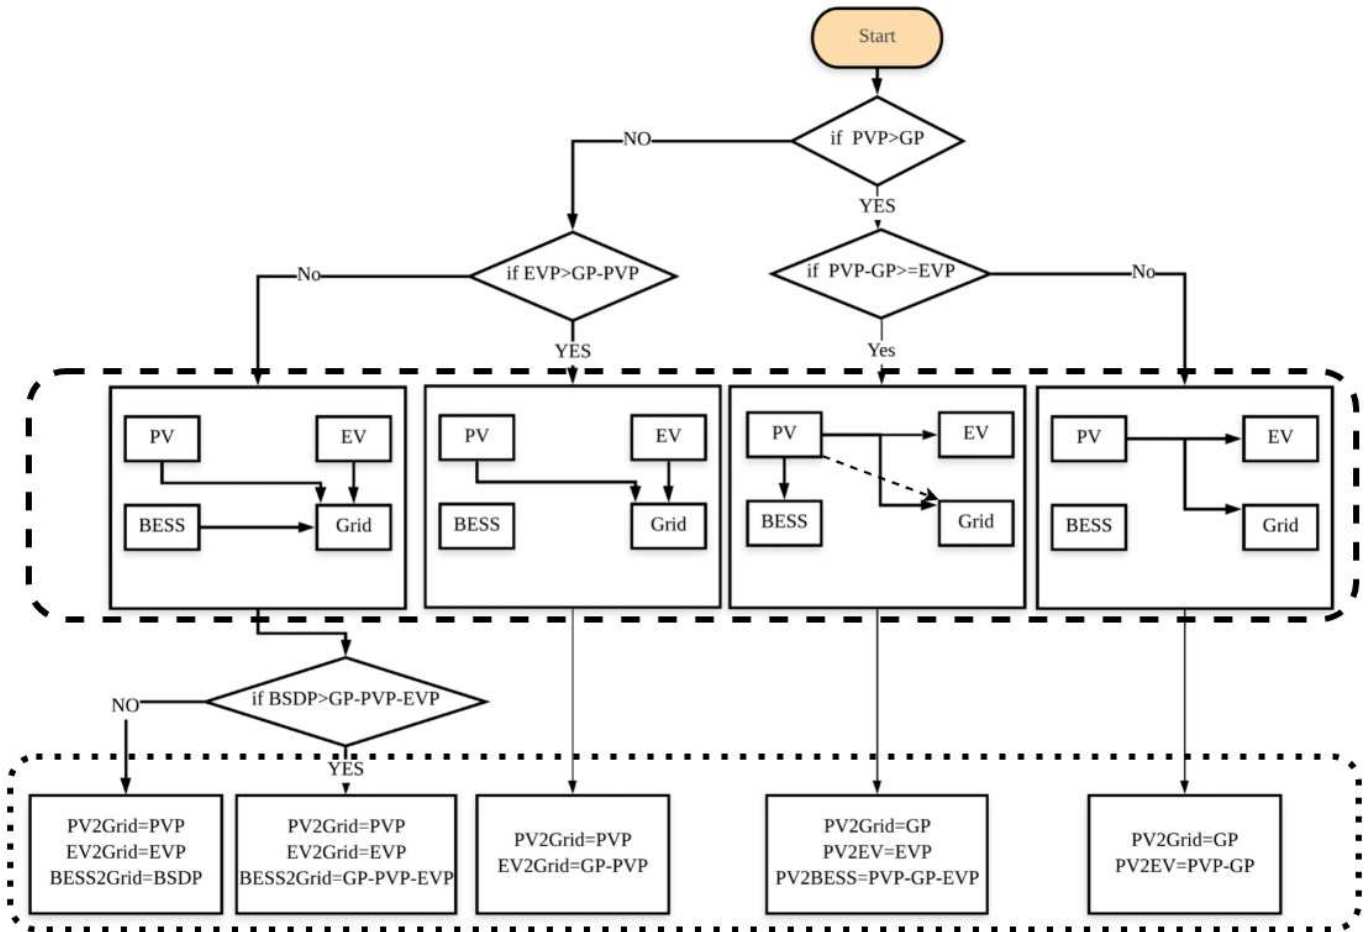 Start
if PVP>GP
NO
YES
if EVP>GP-PVP
if PVP-GP>=EVP
No
No
YES
Yes
PV
EV
BESS
Grid
PV
EV
BESS
Grid
PV
EV
BESS
Grid
PV
EV
BESS
Grid
if BSDP>GP-PVP-EVP
NO
YES
PV2Grid=PVP
EV2Grid=EVP
BESS2Grid=BSDP
PV2Grid=PVP
EV2Grid=EVP
BESS2Grid=GP-PVP-EVP
PV2Grid=PVP
EV2Grid=GP-PVP
PV2Grid=GP
PV2EV=EVP
PV2BESS=PVP-GP-EVP
PV2Grid=GP
PV2EV=PVP-GP